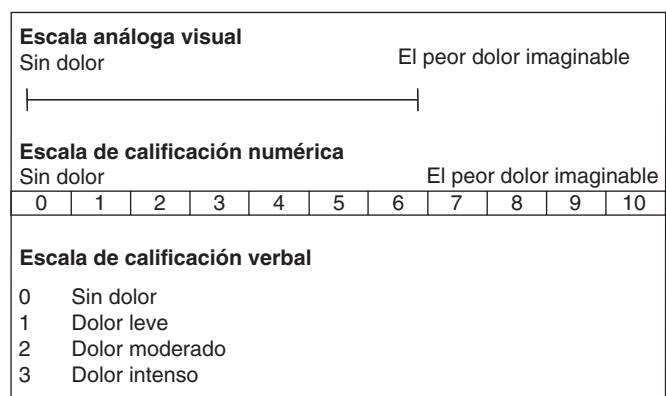 Escala análoga visual
Sin dolor El peor dolor imaginable
Escala de calificación numérica
Sin dolor El peor dolor imaginable
0 1 2 3 4 5 6 7 8 9 10
Escala de calificación verbal
0 Sin dolor
1 Dolor leve
2 Dolor moderado
3 Dolor intenso